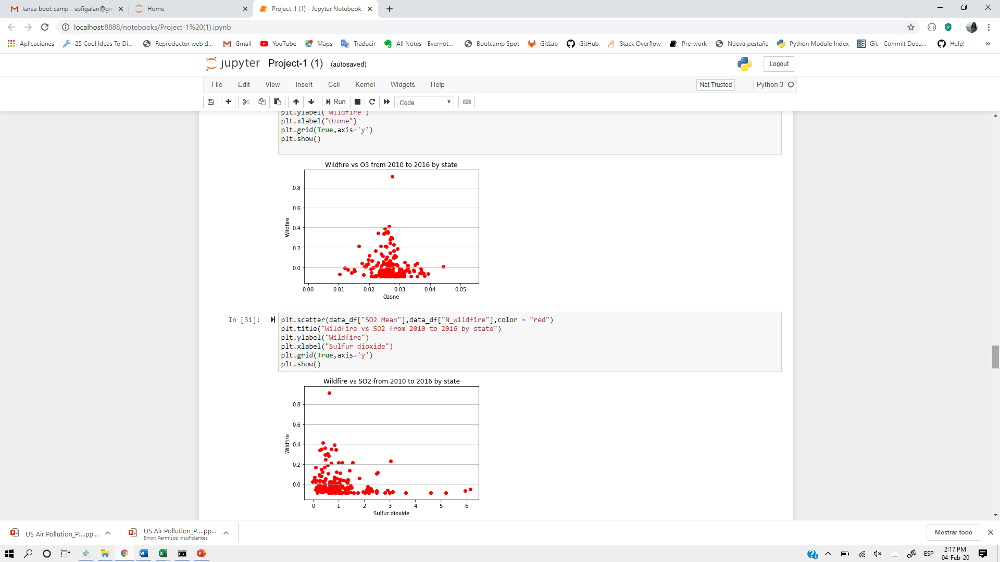 tarea boot camp - sofigalan@gm
Home
Project-1 (1) - Jupyter Notebook
localhost:8888/notebooks/Project-1%20(1).ipynb
Aplicaciones
25 Cool Ideas To Di...
Reproductor web d...
Gmail
YouTube
Maps
Traducir
All Notes - Evernot...
Bootcamp Spot
GitLab
GitHub
Stack Overflow
Pre-work
Nueva pestaña
Python Module Index
Git - Commit Docu...
Help!
»
jupyter Project-1 (1) (autosaved)
Logout
File Edit View Insert Cell Kernel Widgets Help
Not Trusted
Python 3
Run
Code
plt.ylabel("Wildfire")
plt.xlabel("Ozone")
plt.grid(True,axis='y')
plt.show()
Wildfire vs O3 from 2010 to 2016 by state
0.8
0.6
0.4
0.2
0.0
Wildfire
0.00 0.01 0.02 0.03 0.04 0.05
Ozone
In [31]:
plt.scatter(data_df["SO2 Mean"],data_df["N_wildfire"],color = "red")
plt.title("Wildfire vs SO2 from 2010 to 2016 by state")
plt.ylabel("Wildfire")
plt.xlabel("Sulfur dioxide")
plt.grid(True,axis='y')
plt.show()
Wildfire vs SO2 from 2010 to 2016 by state
0.8
0.6
0.4
0.2
0.0
Wildfire
0 1 2 3 4 5 6
Sulfur dioxide
US Air Pollution_P....pp...
US Air Pollution_P....pp...
Error: Permisos insuficientes
Mostrar todo
ESP
2:17 PM
04-Feb-20